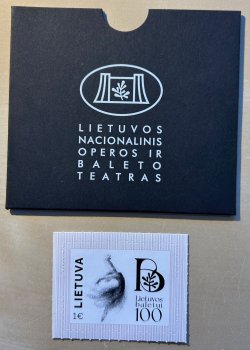 LIETUVOS
NACIONALINIS
OPEROS IR
BALETO
TEATRAS
LIETUVA
1€
B
Lietuvos
baletui
100